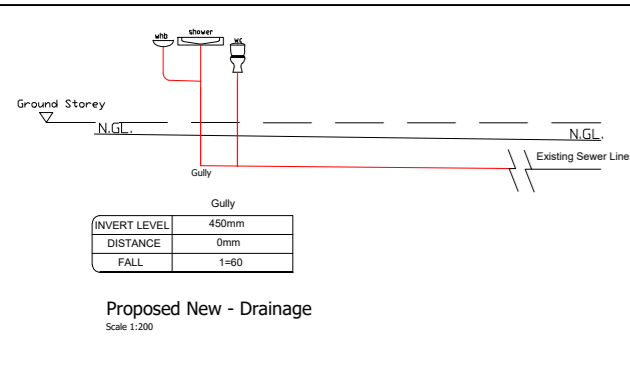 whb
shower
wc
Ground Storey
N.GL.
N.GL.
Existing Sewer Line
Gully
Gully
INVERT LEVEL 450mm
DISTANCE 0mm
FALL 1=60
Proposed New - Drainage
Scale 1:200